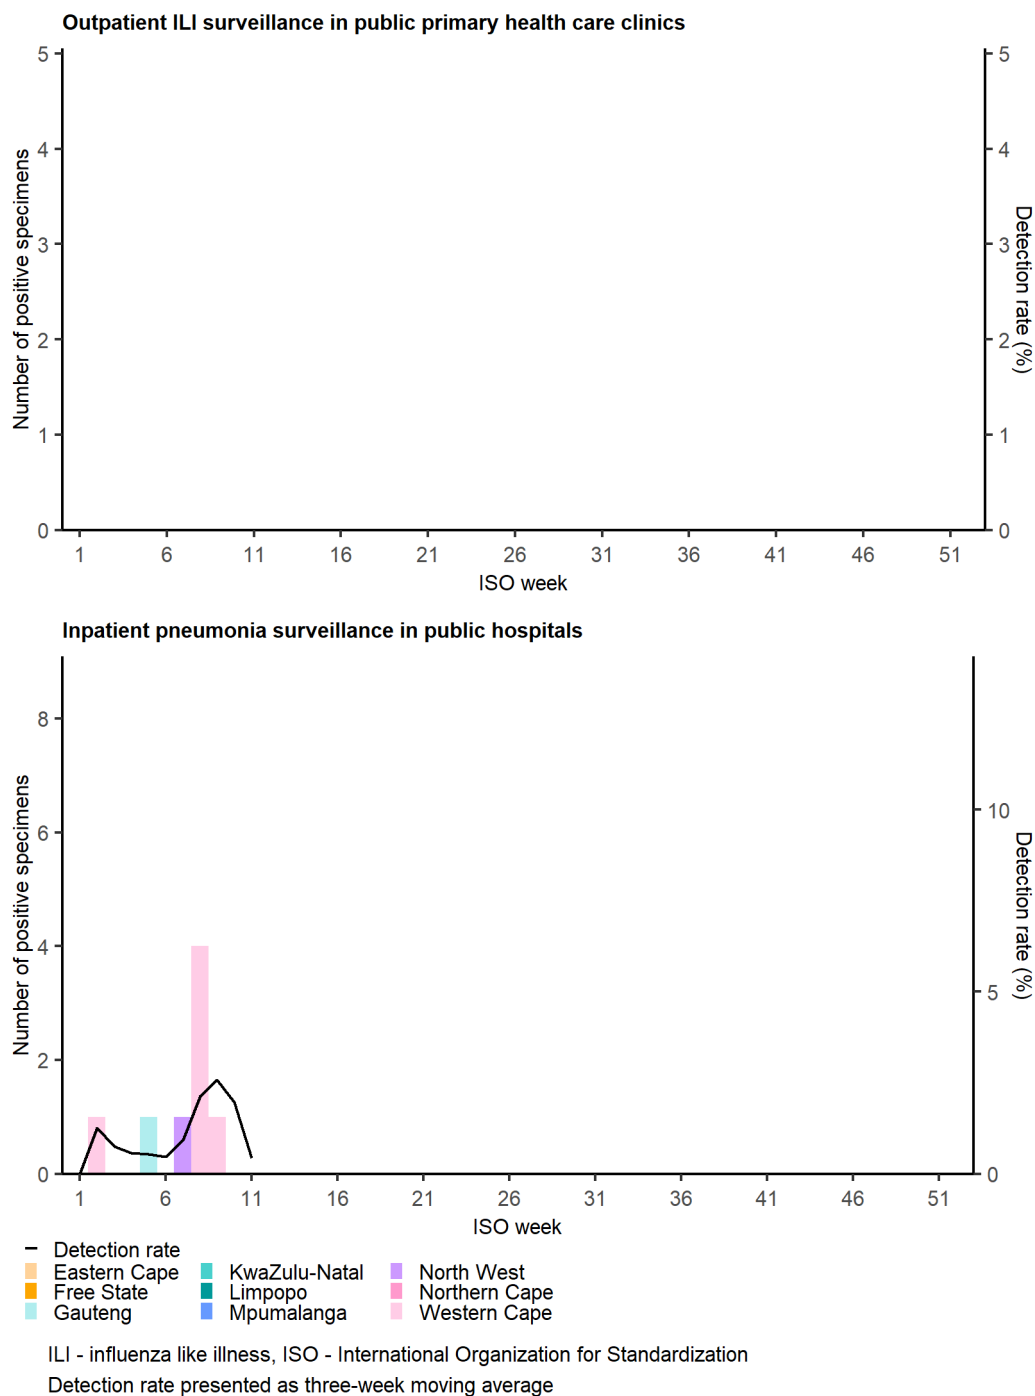 Outpatient ILI surveillance in public primary health care clinics
5
4
3
2
1
0
Number of positive specimens
5
4
3
2
1
0
Detection rate (%)
1 6 11 16 21 26 31 36 41 46 51
ISO week
Inpatient pneumonia surveillance in public hospitals
8
6
4
2
0
Number of positive specimens
10
5
0
Detection rate (%)
1 6 11 16 21 26 31 36 41 46 51
ISO week
Detection rate
Eastern Cape KwaZulu-Natal North West
Free State Limpopo Northern Cape
Gauteng Mpumalanga Western Cape
ILI - influenza like illness, ISO - International Organization for Standardization
Detection rate presented as three-week moving average